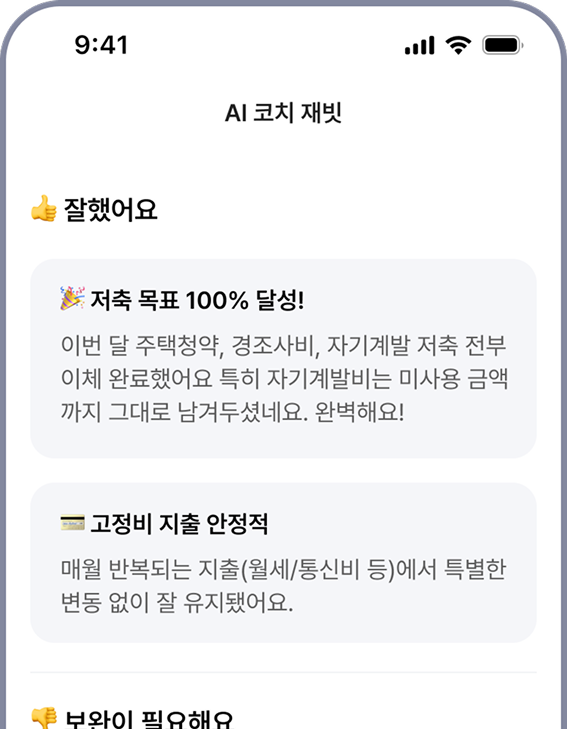 9:41
AI 코치 재빗
👍 잘했어요
🎉 저축 목표 100% 달성!
이번 달 주택청약, 경조사비, 자기계발 저축 전부
이체 완료했어요 특히 자기계발비는 미사용 금액
까지 그대로 남겨두셨네요. 완벽해요!
💳 고정비 지출 안정적
매월 반복되는 지출(월세/통신비 등)에서 특별한
변동 없이 잘 유지됐어요.
👎 보완이 필요해요